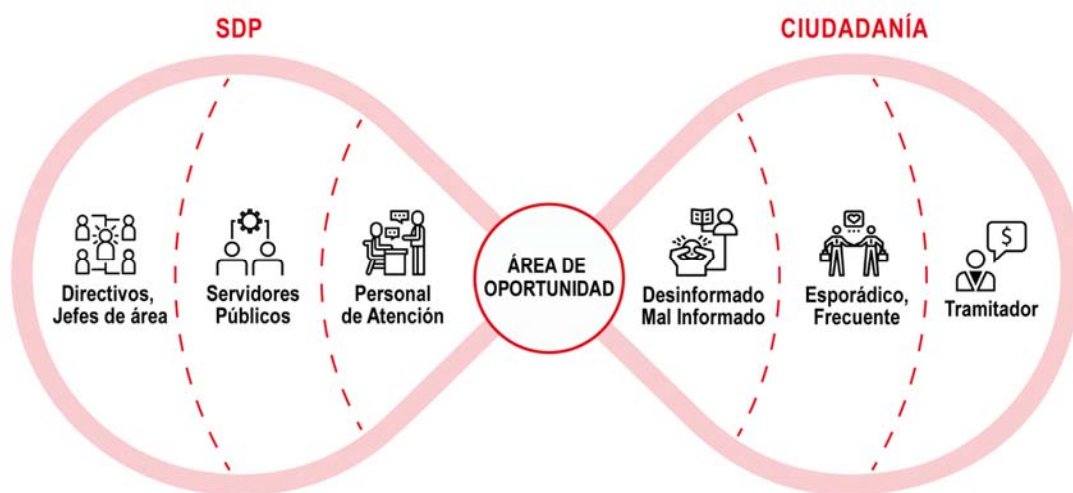 SDP
CIUDADANÍA
Directivos,
Jefes de área
Servidores
Públicos
Personal
de Atención
ÁREA DE
OPORTUNIDAD
Desinformado
Mal Informado
Esporádico,
Frecuente
$
Tramitador